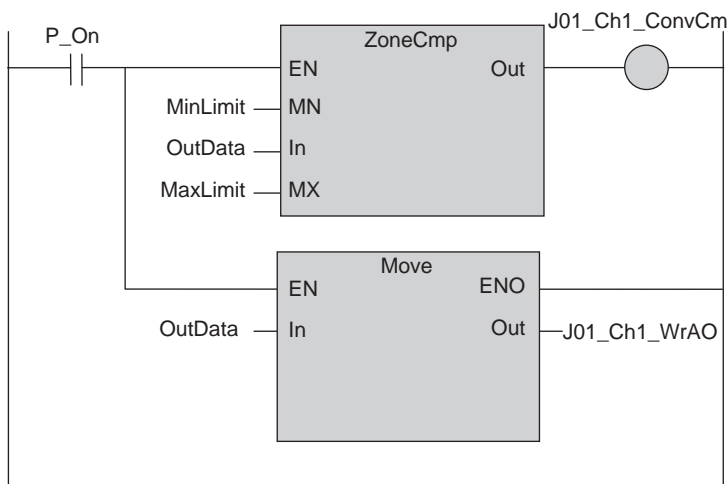 P_On
J01_Ch1_ConvCm
ZoneCmp
EN Out
MinLimit MN
OutData In
MaxLimit MX
Move
EN ENO
OutData In Out J01_Ch1_WrAO